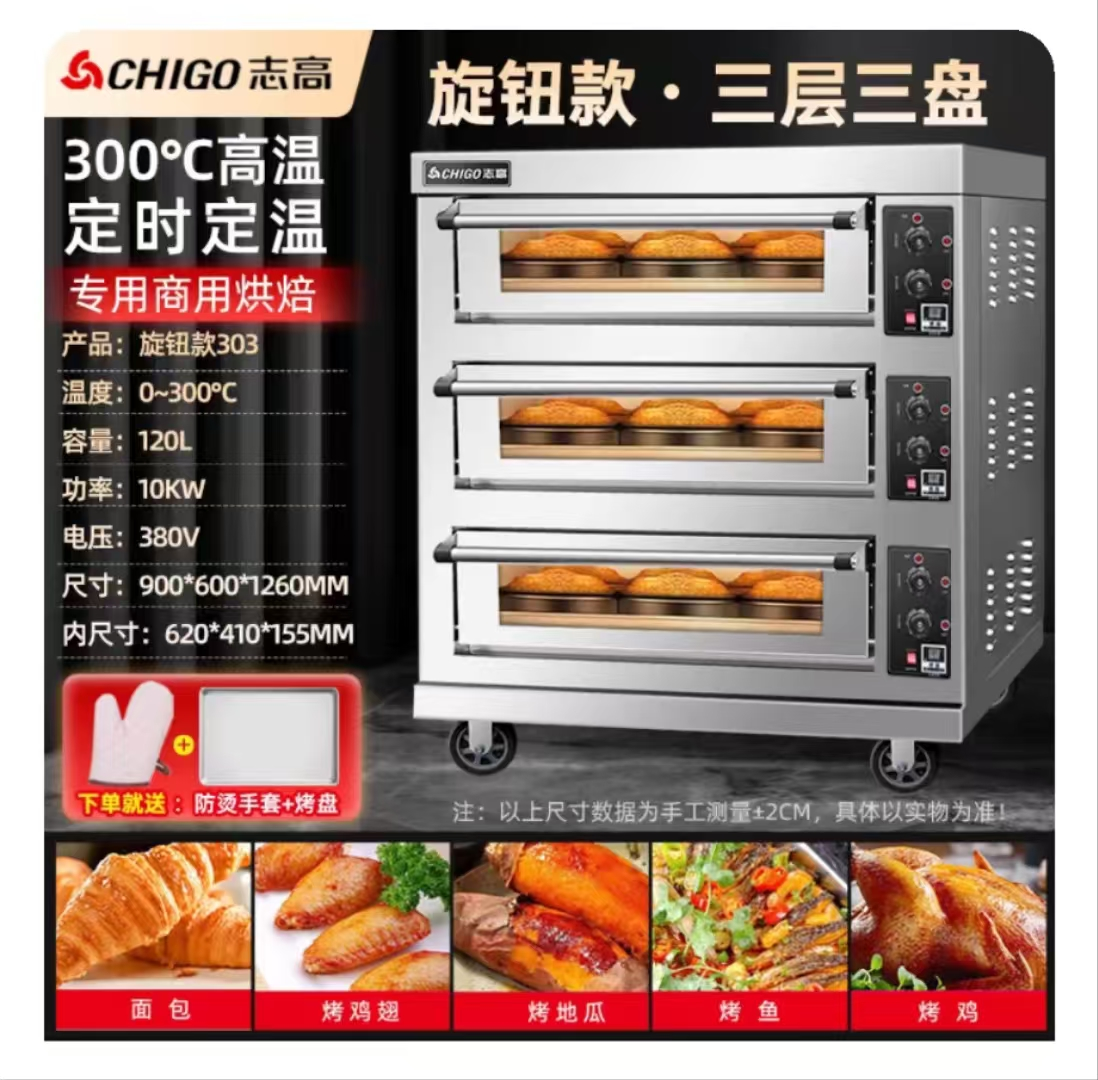 CHIGO志高
旋钮款·三层三盘
300℃高温
定时定温
专用商用烘焙
产品：旋钮款303
温度：0~300℃
容量：120L
功率：10KW
电压：380V
尺寸：900*600*1260MM
内尺寸：620*410*155MM
CHIGO志高
下单就送：防烫手套+烤盘
注：以上尺寸数据为手工测量±2CM，具体以实物为准！
面包
烤鸡翅
烤地瓜
烤鱼
烤鸡